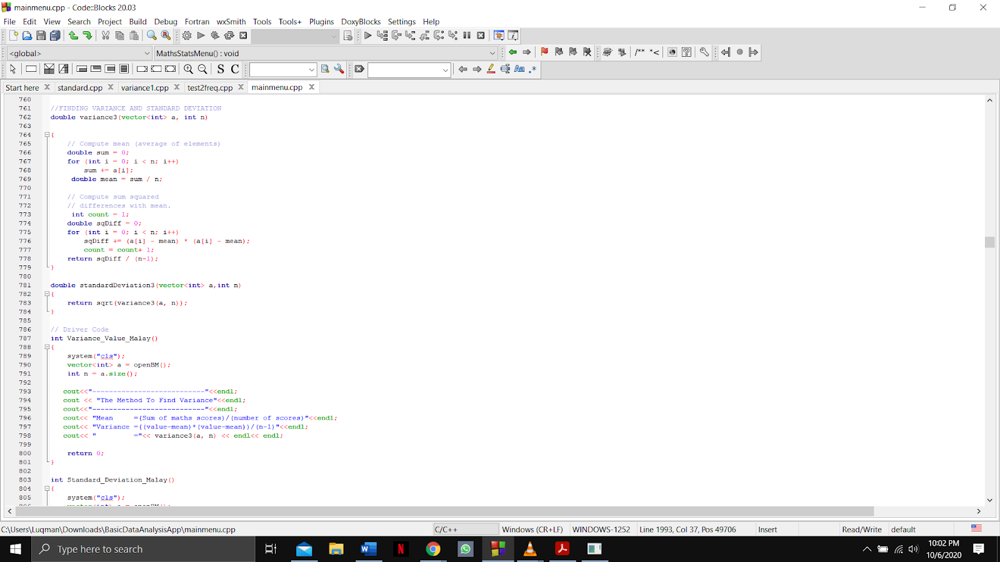 mainmenu.cpp - Code::Blocks 20.03
File Edit View Search Project Build Debug Fortran wxSmith Tools Tools+ Plugins DoxyBlocks Settings Help
<global> MathsStatsMenu() : void
/** *<
S C Aa .*
Start here standard.cpp variance1.cpp test2freq.cpp mainmenu.cpp
760
761 //FINDING VARIANCE AND STANDARD DEVIATION
762 double variance3(vector<int> a, int n)
763
764 {
765 // Compute mean (average of elements)
766 double sum = 0;
767 for (int i = 0; i < n; i++)
768 sum += a[i];
769 double mean = sum / n;
770
771 // Compute sum squared
772 // differences with mean.
773 int count = 1;
774 double sqDiff = 0;
775 for (int i = 0; i < n; i++)
776 sqDiff += (a[i] - mean) * (a[i] - mean);
777 count = count+ 1;
778 return sqDiff / (n-1);
779 }
780
781 double standardDeviation3(vector<int> a,int n)
782 {
783 return sqrt(variance3(a, n));
784 }
785
786 // Driver Code
787 int Variance_Value_Malay()
788 {
789 system("cls");
790 vector<int> a = openBM();
791 int n = a.size();
792
793 cout<<"---------------------------"<<endl;
794 cout << "The Method To Find Variance"<<endl;
795 cout<<"---------------------------"<<endl;
796 cout<< "Mean =(Sum of maths scores)/(number of scores)"<<endl;
797 cout<< "Variance =((value-mean)*(value-mean))/(n-1)"<<endl;
798 cout<< " ="<< variance3(a, n) << endl<< endl;
799
800 return 0;
801 }
802
803 int Standard_Deviation_Malay()
804 {
805 system("cls");
C:\Users\Luqman\Downloads\BasicDataAnalysisApp\mainmenu.cpp C/C++ Windows (CR+LF) WINDOWS-1252 Line 1993, Col 37, Pos 49706 Insert Read/Write default
Type here to search
10:02 PM
10/6/2020